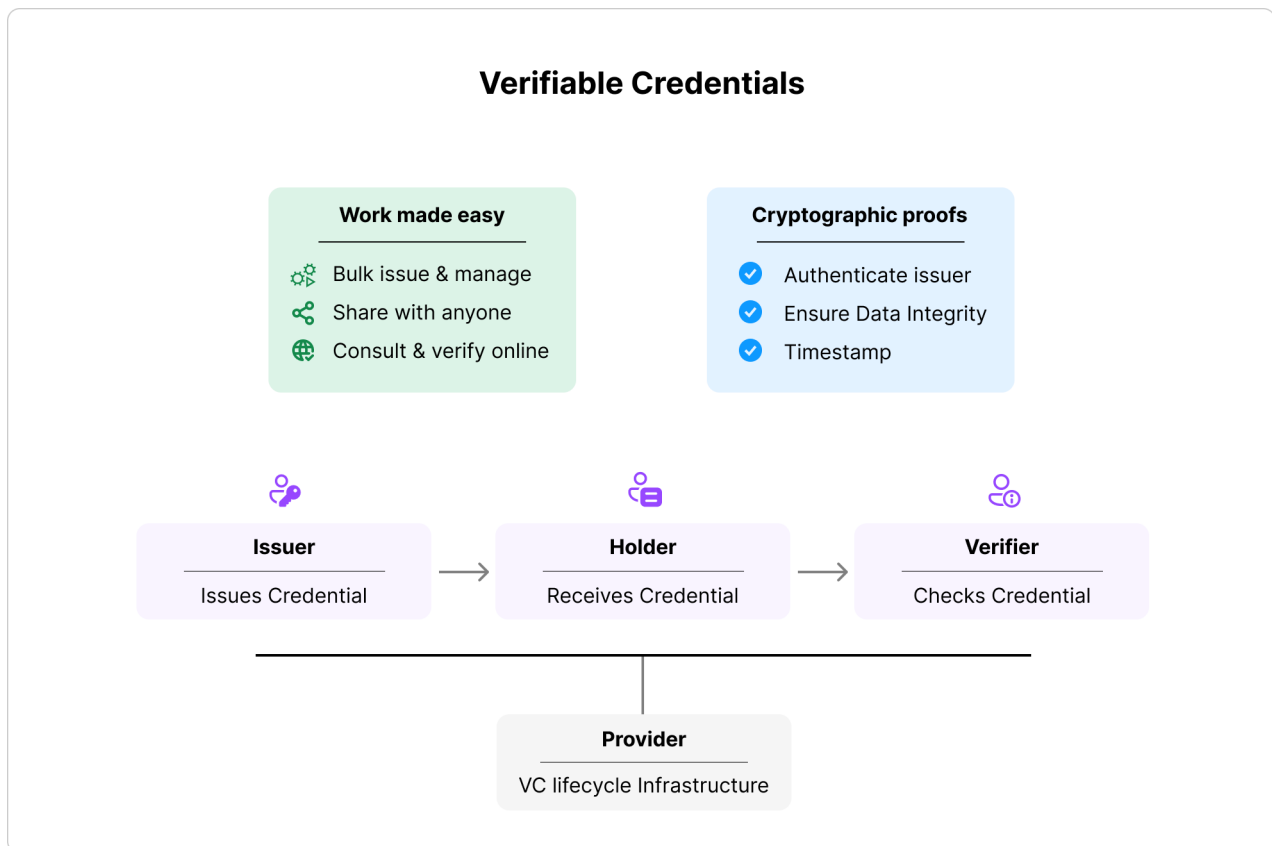 Verifiable Credentials
Work made easy
Bulk issue & manage
Share with anyone
Consult & verify online
Cryptographic proofs
Authenticate issuer
Ensure Data Integrity
Timestamp
Issuer
Issues Credential
Holder
Receives Credential
Verifier
Checks Credential
Provider
VC lifecycle Infrastructure